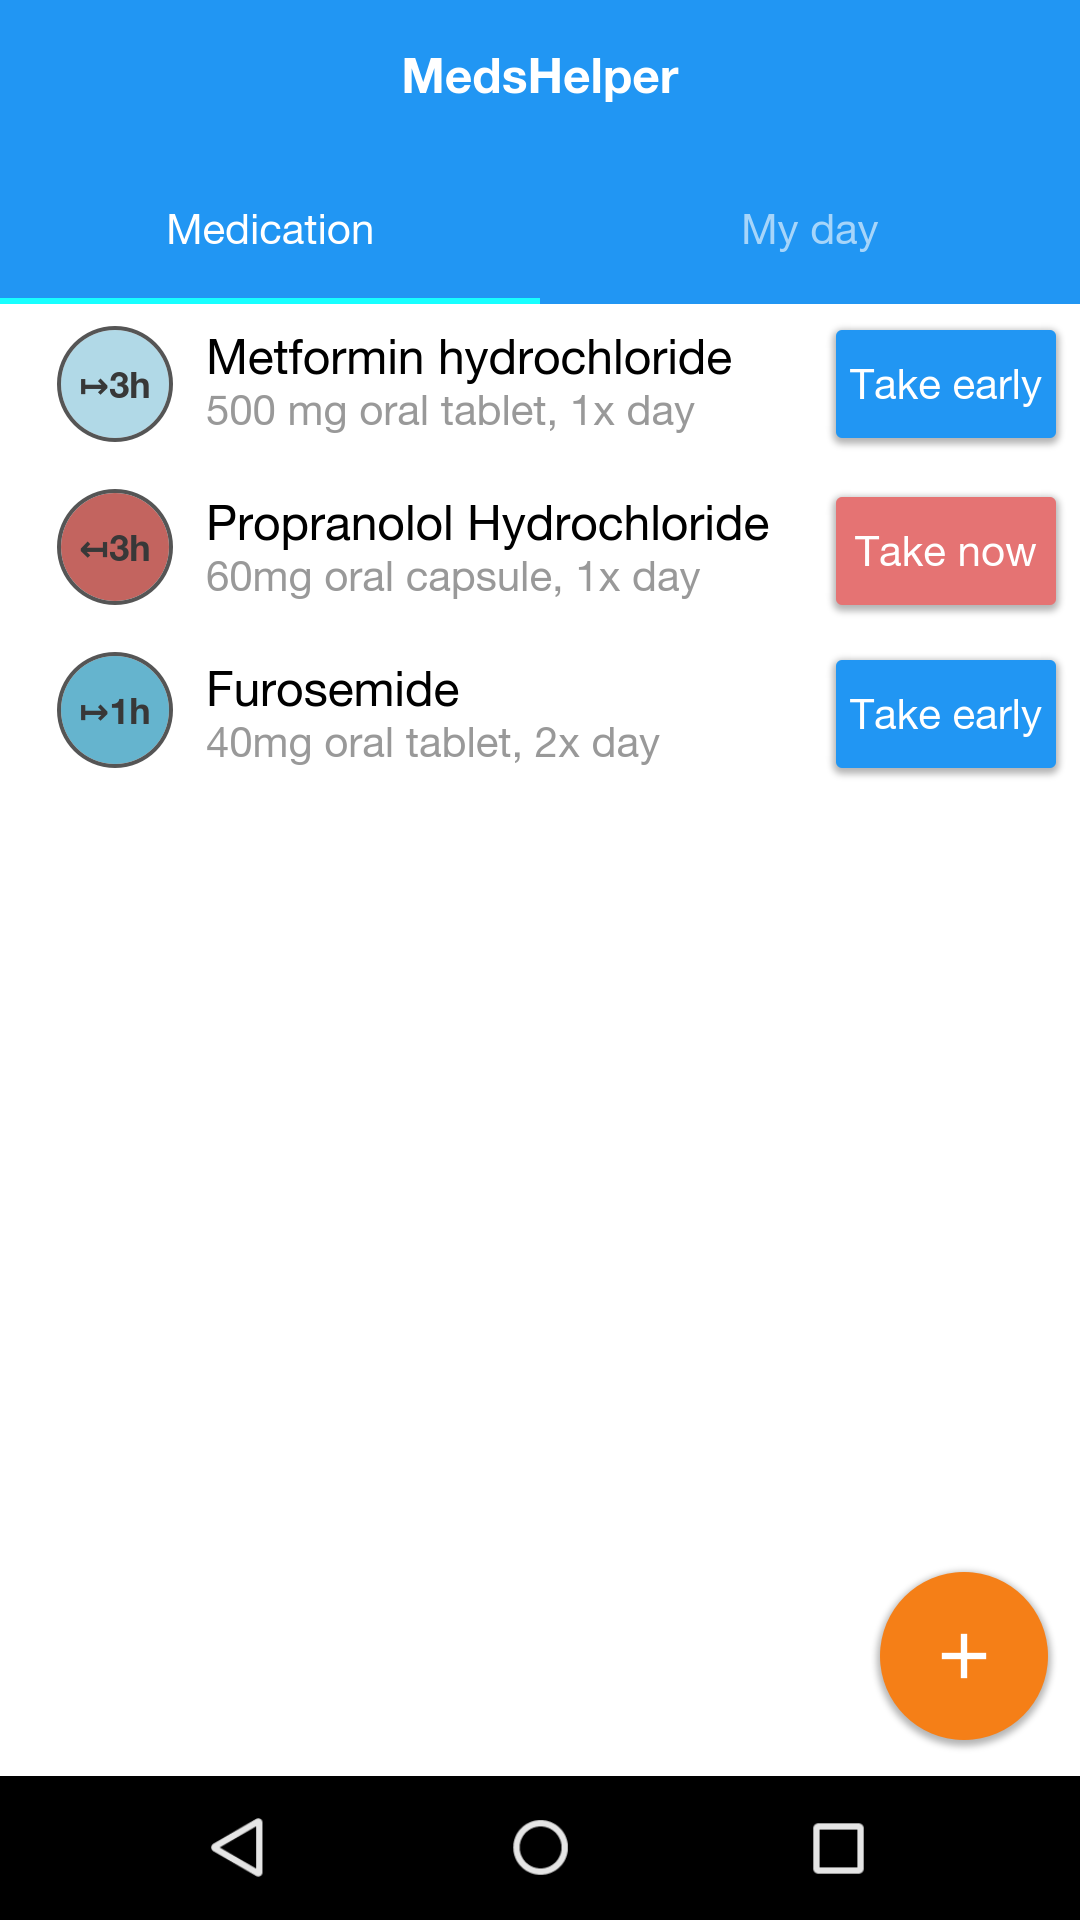 MedsHelper
Medication
My day
↦3h
Metformin hydrochloride
500 mg oral tablet, 1x day
Take early
↤3h
Propranolol Hydrochloride
60mg oral capsule, 1x day
Take now
↦1h
Furosemide
40mg oral tablet, 2x day
Take early
+